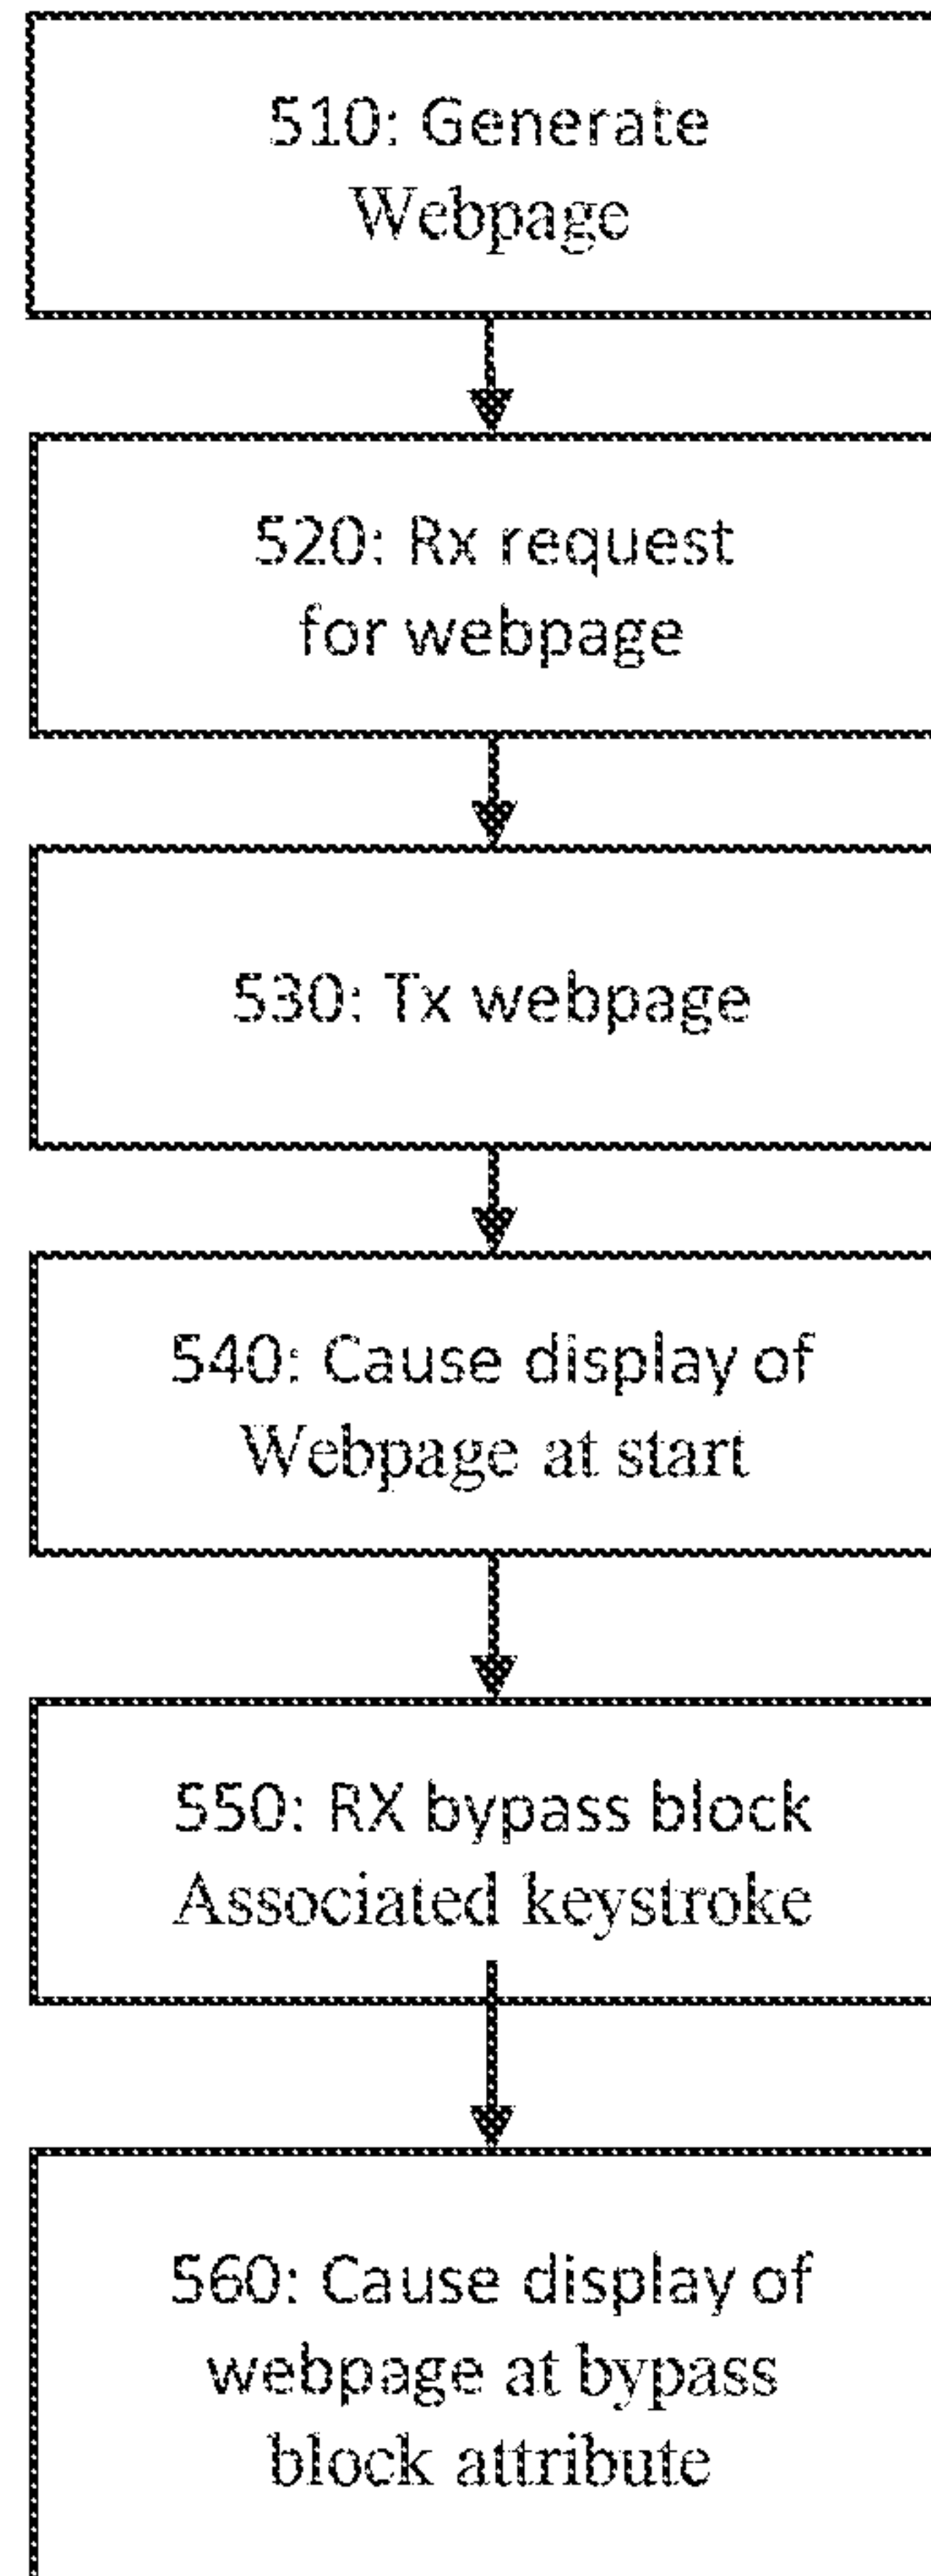 510: Generate
Webpage
520: Rx request
for webpage
530: Tx webpage
540: Cause display of
Webpage at start
550: RX bypass block
Associated keystroke
560: Cause display of
webpage at bypass
block attribute